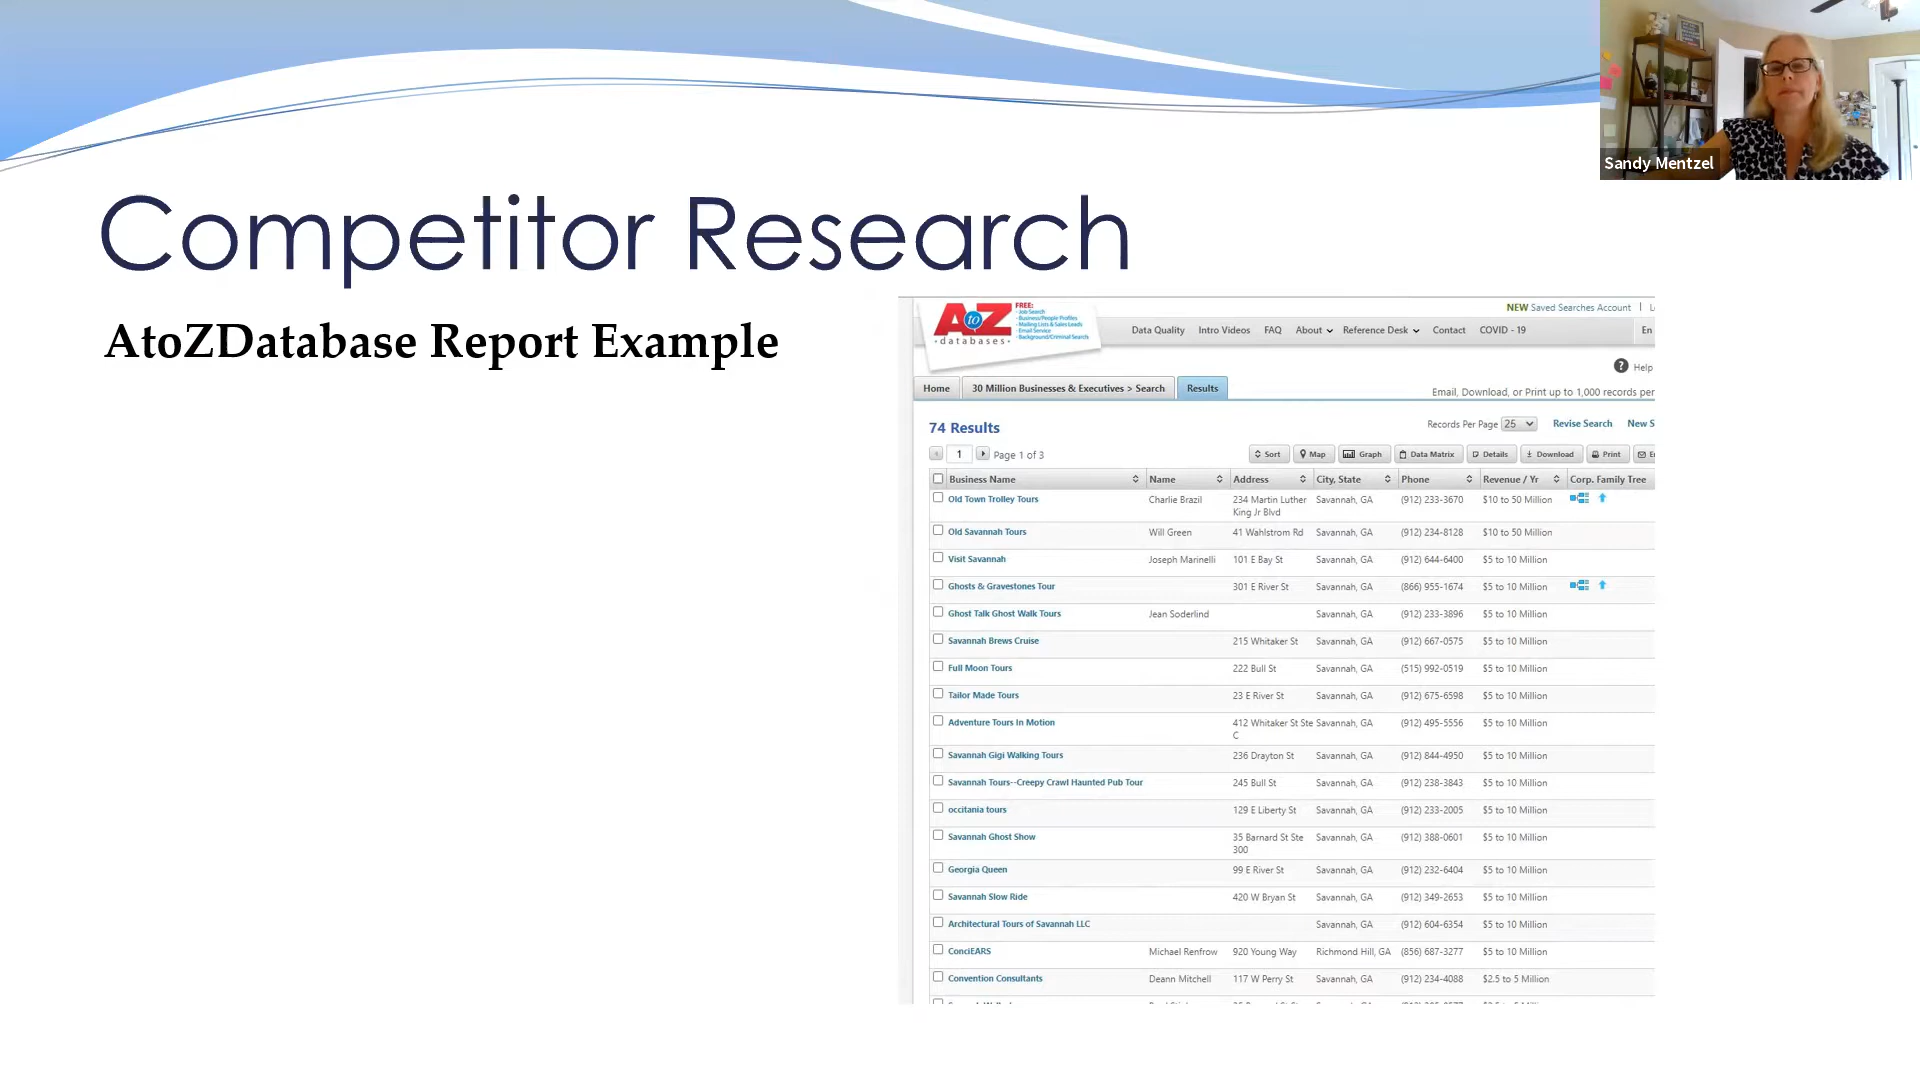 Sandy Mentzel
Competitor Research
AtoZDatabase Report Example
AtoZ
databases
FREE:
Job Search
Business/People Profiles
Mailing Lists & Sales Leads
Email Service
Background/Criminal Search
NEW Saved Searches Account
Data Quality Intro Videos FAQ About Reference Desk Contact COVID - 19 En
Help
Home 30 Million Businesses & Executives > Search Results
Email, Download, or Print up to 1,000 records per
74 Results
Records Per Page 25 Revise Search New S
1 Page 1 of 3
Sort Map Graph Data Matrix Details Download Print
Business Name Name Address City, State Phone Revenue / Yr Corp. Family Tree
Old Town Trolley Tours Charlie Brazil 234 Martin Luther Savannah, GA (912) 233-3670 $10 to 50 Million
King Jr Blvd
Old Savannah Tours Will Green 41 Wahlstrom Rd Savannah, GA (912) 234-8128 $10 to 50 Million
Visit Savannah Joseph Marinelli 101 E Bay St Savannah, GA (912) 644-6400 $5 to 10 Million
Ghosts & Gravestones Tour 301 E River St Savannah, GA (866) 955-1674 $5 to 10 Million
Ghost Talk Ghost Walk Tours Jean Soderlind Savannah, GA (912) 233-3896 $5 to 10 Million
Savannah Brews Cruise 215 Whitaker St Savannah, GA (912) 667-0575 $5 to 10 Million
Full Moon Tours 222 Bull St Savannah, GA (515) 992-0519 $5 to 10 Million
Tailor Made Tours 23 E River St Savannah, GA (912) 675-6598 $5 to 10 Million
Adventure Tours In Motion 412 Whitaker St Ste Savannah, GA (912) 495-5556 $5 to 10 Million
C
Savannah Gigi Walking Tours 236 Drayton St Savannah, GA (912) 844-4950 $5 to 10 Million
Savannah Tours--Creepy Crawl Haunted Pub Tour 245 Bull St Savannah, GA (912) 238-3843 $5 to 10 Million
occitania tours 129 E Liberty St Savannah, GA (912) 233-2005 $5 to 10 Million
Savannah Ghost Show 35 Barnard St Ste Savannah, GA (912) 388-0601 $5 to 10 Million
300
Georgia Queen 99 E River St Savannah, GA (912) 232-6404 $5 to 10 Million
Savannah Slow Ride 420 W Bryan St Savannah, GA (912) 349-2653 $5 to 10 Million
Architectural Tours of Savannah LLC Savannah, GA (912) 604-6354 $5 to 10 Million
ConciEARS Michael Renfrow 920 Young Way Richmond Hill, GA (856) 687-3277 $5 to 10 Million
Convention Consultants Deann Mitchell 117 W Perry St Savannah, GA (912) 234-4088 $2.5 to 5 Million